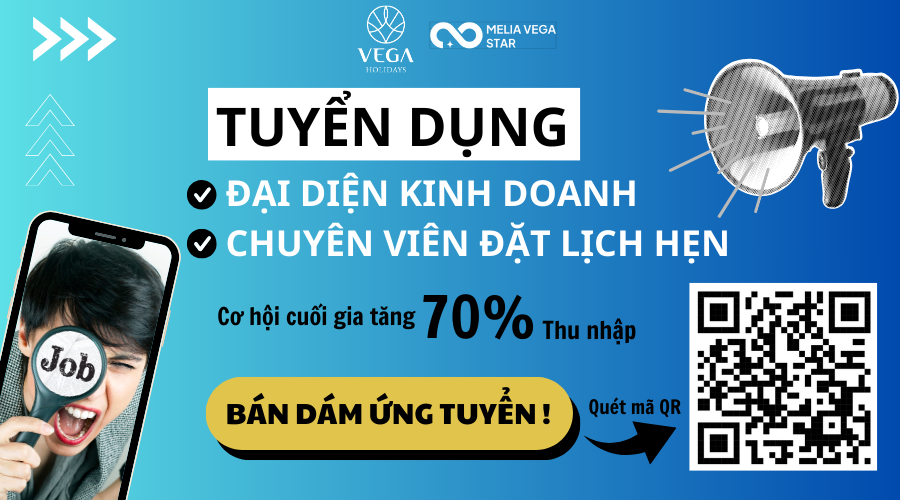 VEGA
HOLIDAYS
MELIA VEGA
STAR
TUYỂN DỤNG
ĐẠI DIỆN KINH DOANH
CHUYÊN VIÊN ĐẶT LỊCH HẸN
Cơ hội cuối gia tăng 70% Thu nhập
Job
BÁN DÁM ỨNG TUYỂN !
Quét mã QR